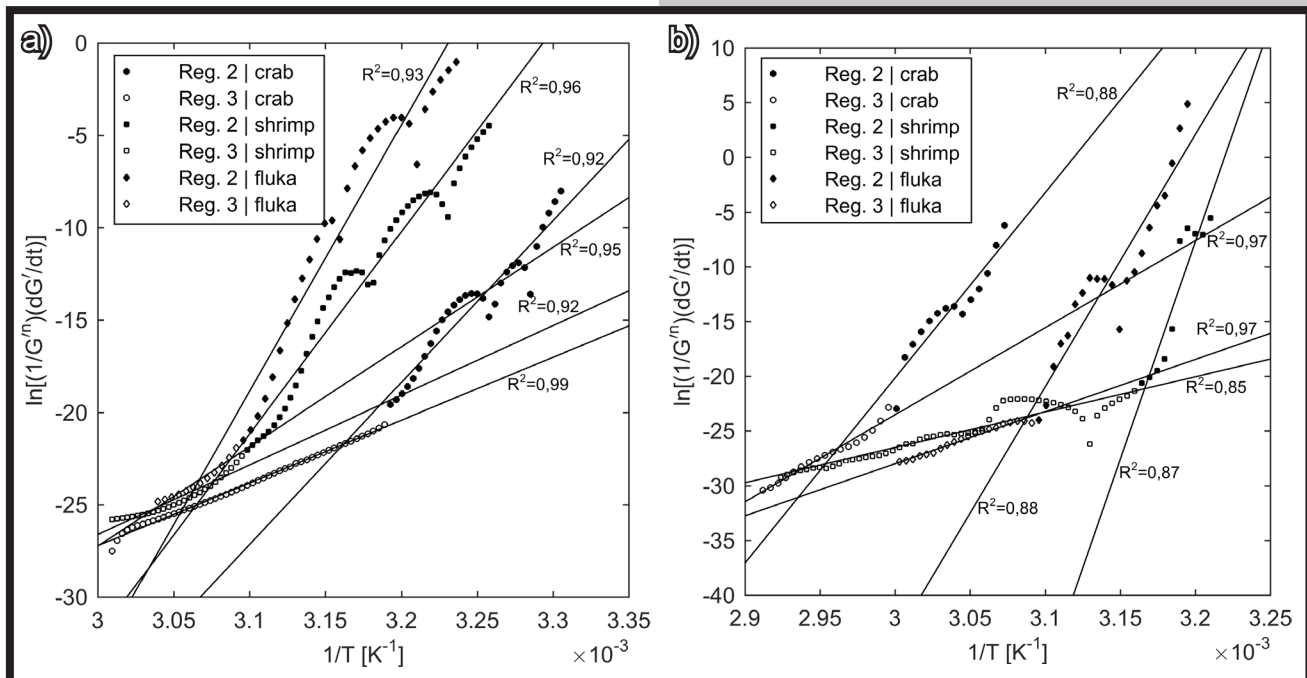 a)
0
-5
-10
-15
-20
-25
-30
ln[(1/G'ⁿ)(dG'/dt)]
Reg. 2 | crab
Reg. 3 | crab
Reg. 2 | shrimp
Reg. 3 | shrimp
Reg. 2 | fluka
Reg. 3 | fluka
R²=0,93
R²=0,96
R²=0,92
R²=0,95
R²=0,92
R²=0,99
3 3.05 3.1 3.15 3.2 3.25 3.3 3.35
1/T [K⁻¹] ×10⁻³
b)
10
5
0
-5
-10
-15
-20
-25
-30
-35
-40
ln[(1/G'ⁿ)(dG'/dt)]
Reg. 2 | crab
Reg. 3 | crab
Reg. 2 | shrimp
Reg. 3 | shrimp
Reg. 2 | fluka
Reg. 3 | fluka
R²=0,88
R²=0,97
R²=0,97
R²=0,85
R²=0,87
R²=0,88
2.9 2.95 3 3.05 3.1 3.15 3.2 3.25
1/T [K⁻¹] ×10⁻³